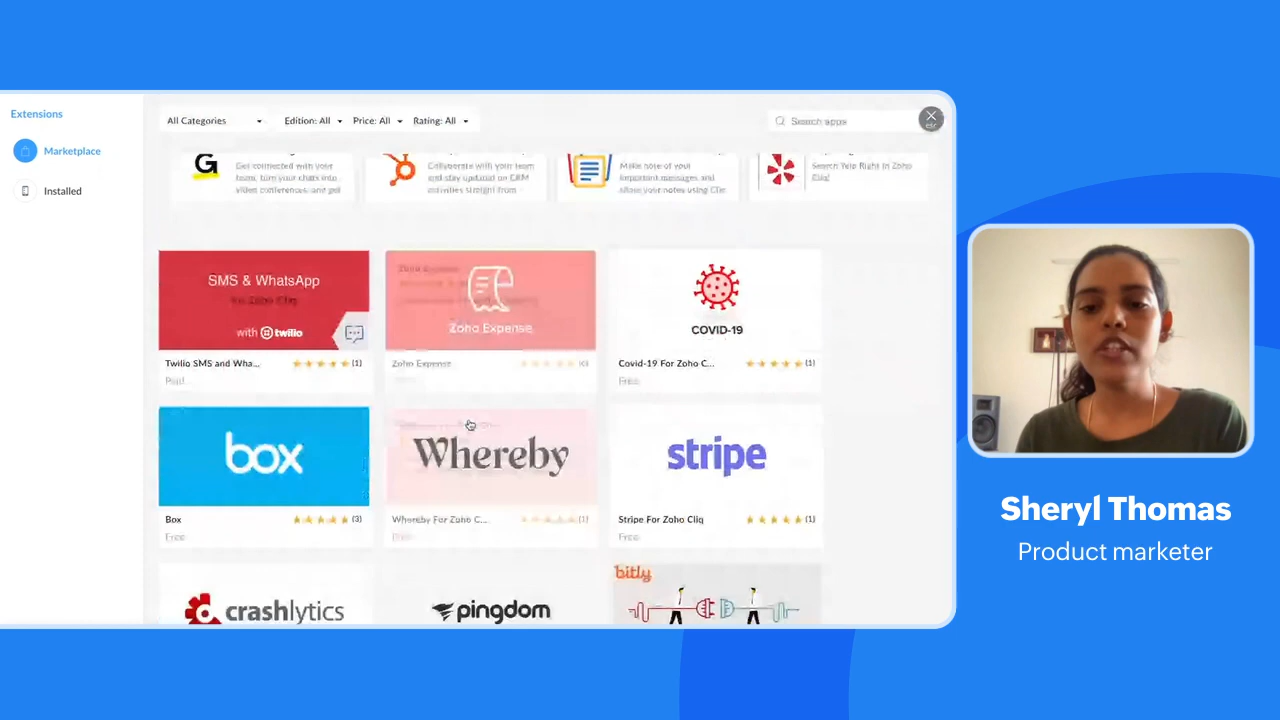 Extensions
Marketplace
Installed
All Categories
Edition: All
Price: All
Rating: All
Search apps
esc
G
Get connected with your
team, turn your chats into
video conferences, and get
Collaborate with your team
and stay updated on CRM
activities straight from
Make note of your
important messages and
share your notes using Cliq
Search Yelp Right in Zoho
Cliq!
SMS & WhatsApp
for Zoho Cliq
with twilio
Twilio SMS and Wha...
(1)
Paid
Zoho Expense
Zoho Expense
COVID-19
Covid-19 For Zoho C...
(1)
Free
box
Box
(3)
Free
Whereby
Whereby For Zoho C...
(1)
stripe
Stripe For Zoho Cliq
(1)
Free
crashlytics
pingdom
bitly
Sheryl Thomas
Product marketer